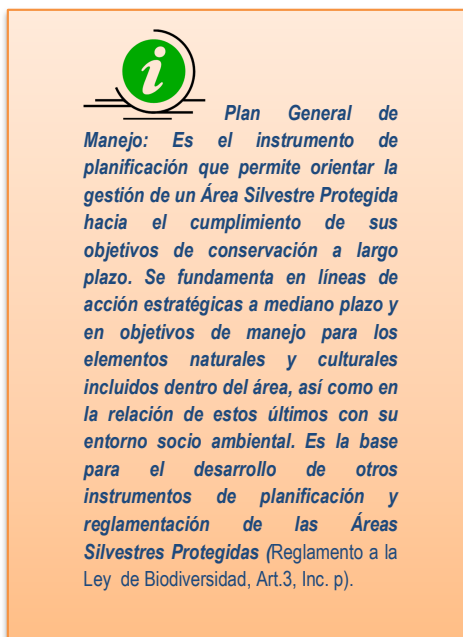 i
Plan General de
Manejo: Es el instrumento de
planificación que permite orientar la
gestión de un Área Silvestre Protegida
hacia el cumplimiento de sus
objetivos de conservación a largo
plazo. Se fundamenta en líneas de
acción estratégicas a mediano plazo y
en objetivos de manejo para los
elementos naturales y culturales
incluidos dentro del área, así como en
la relación de estos últimos con su
entorno socio ambiental. Es la base
para el desarrollo de otros
instrumentos de planificación y
reglamentación de las Áreas
Silvestres Protegidas (Reglamento a la
Ley de Biodiversidad, Art.3, Inc. p).